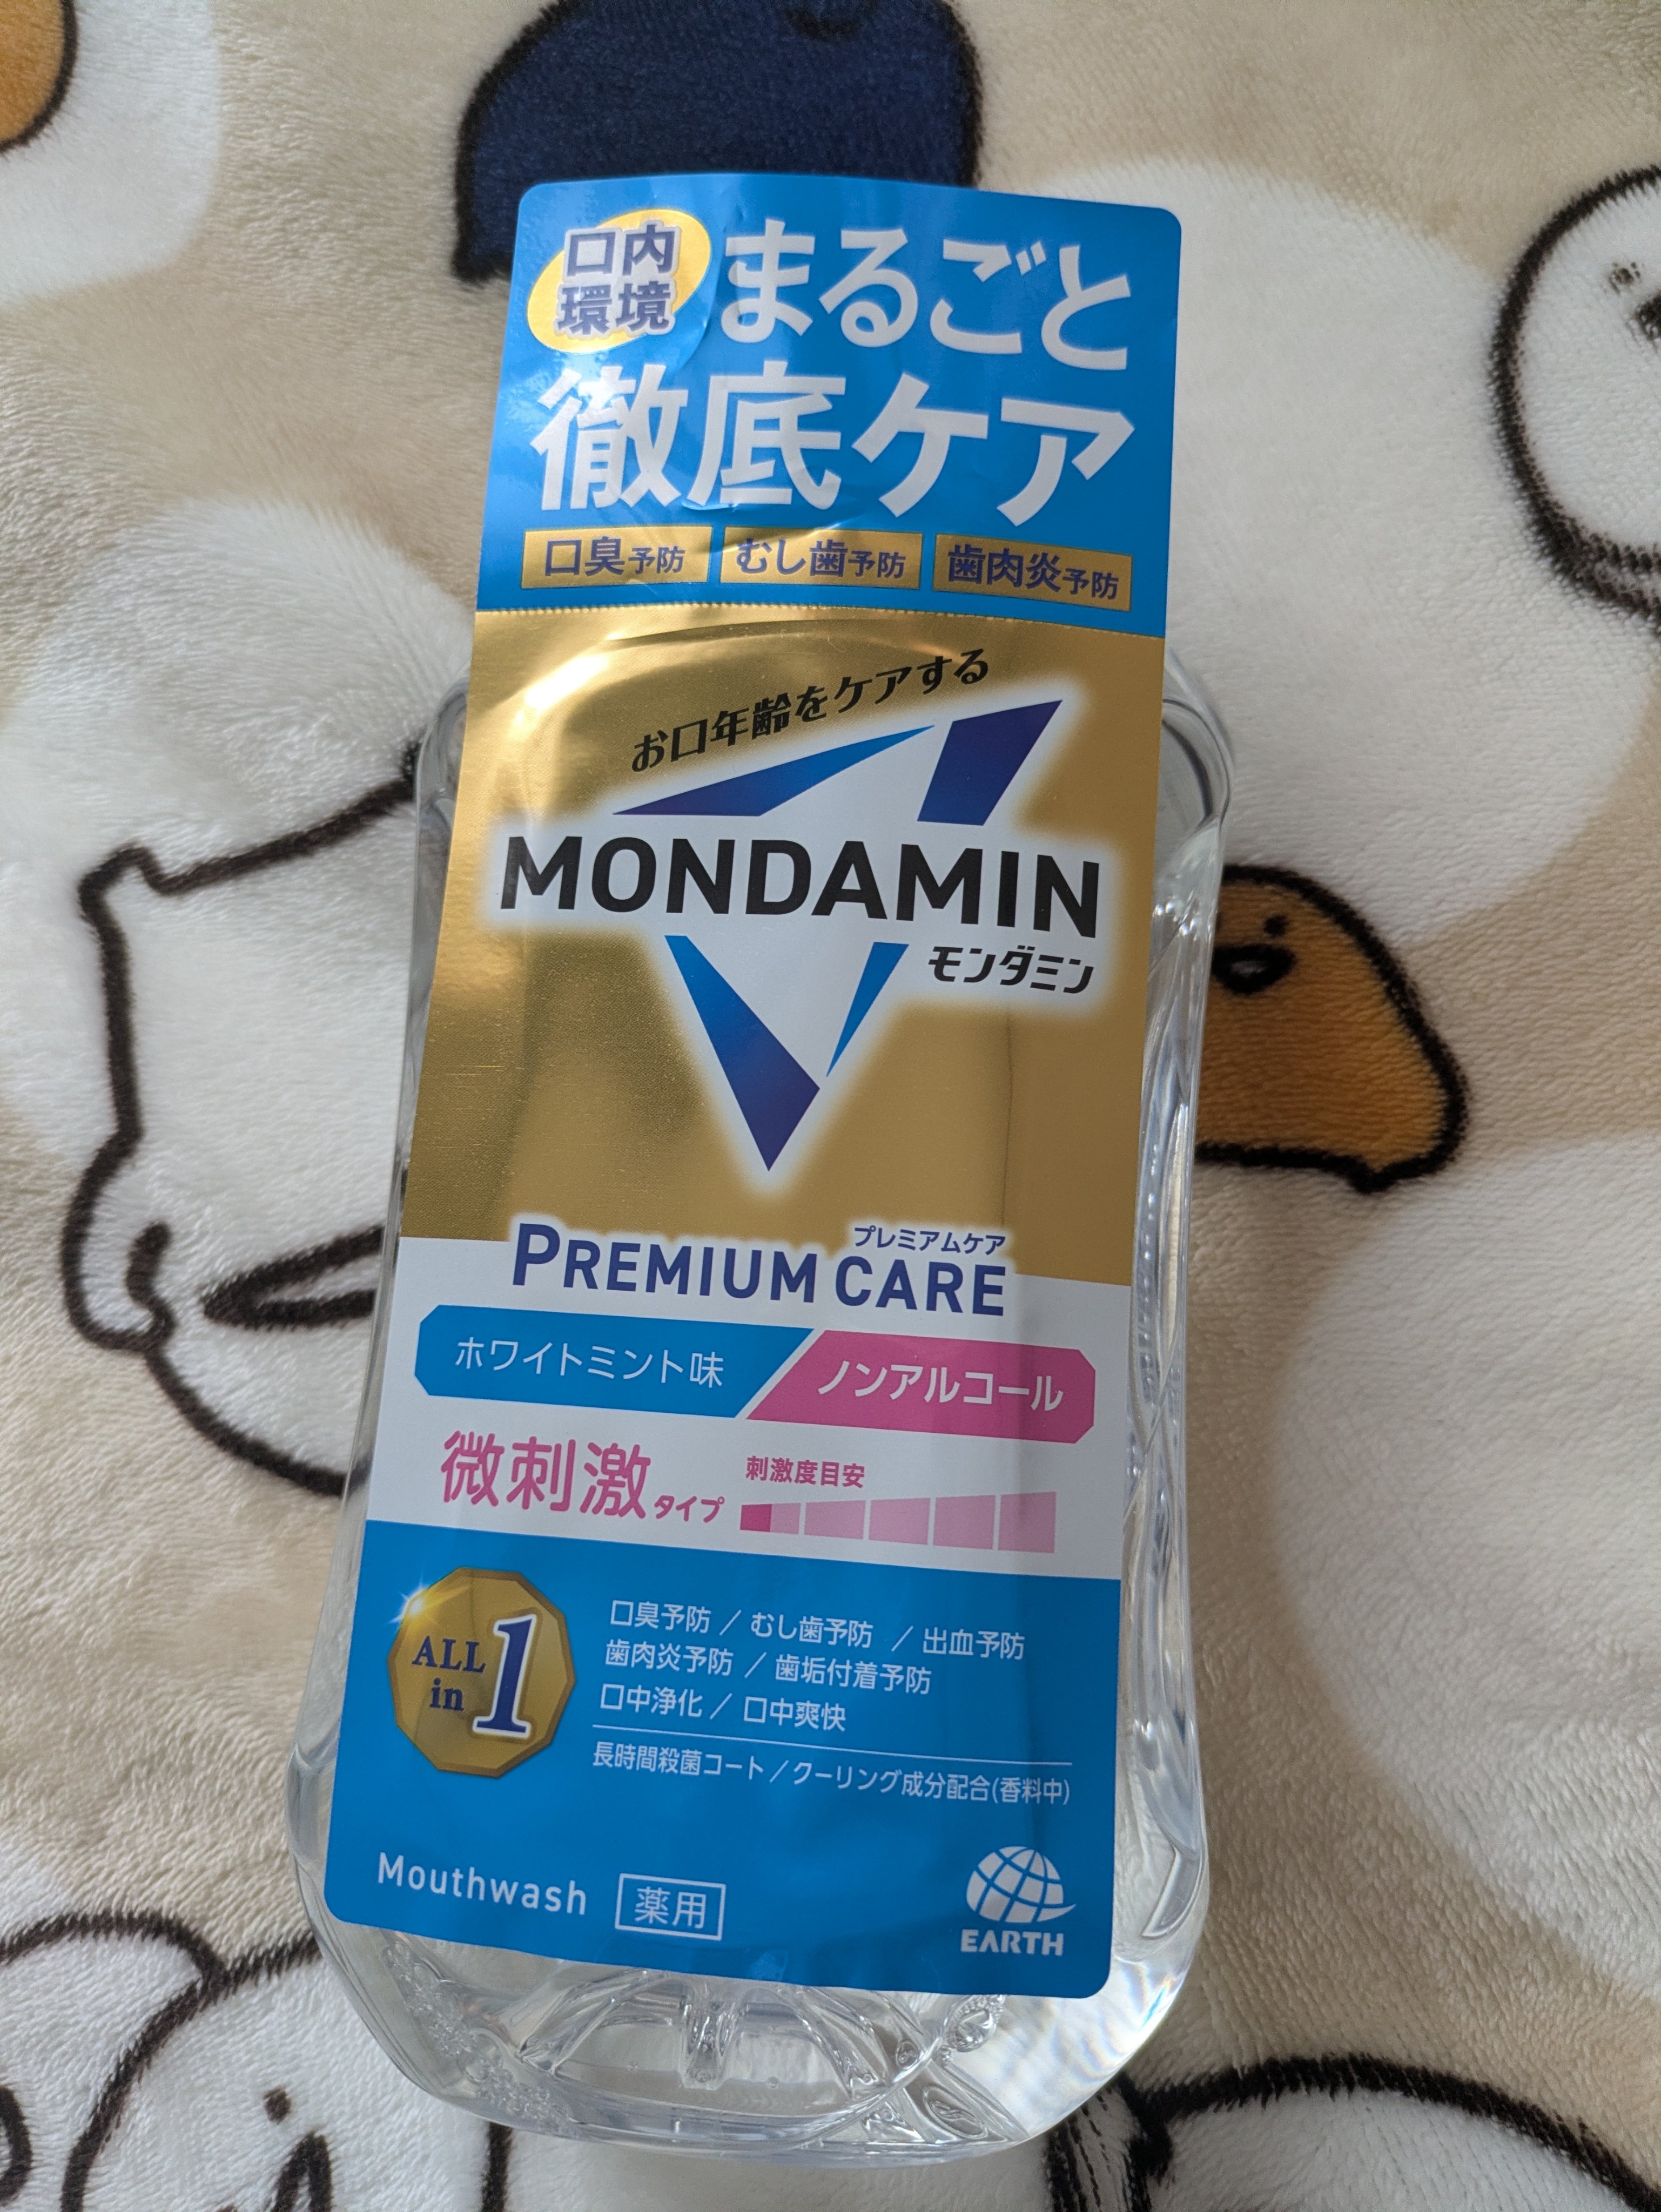 口内
環境
まるごと
徹底ケア
口臭予防 むし歯予防 歯肉炎予防
お口年齢をケアする
MONDAMIN
モンダミン
プレミアムケア
PREMIUM CARE
ホワイトミント味 ノンアルコール
微刺激タイプ 刺激度目安
ALL
in 1
口臭予防 / むし歯予防 / 出血予防
歯肉炎予防 / 歯垢付着予防
口中浄化 / 口中爽快
長時間殺菌コート/クーリング成分配合(香料中)
Mouthwash 薬用
EARTH